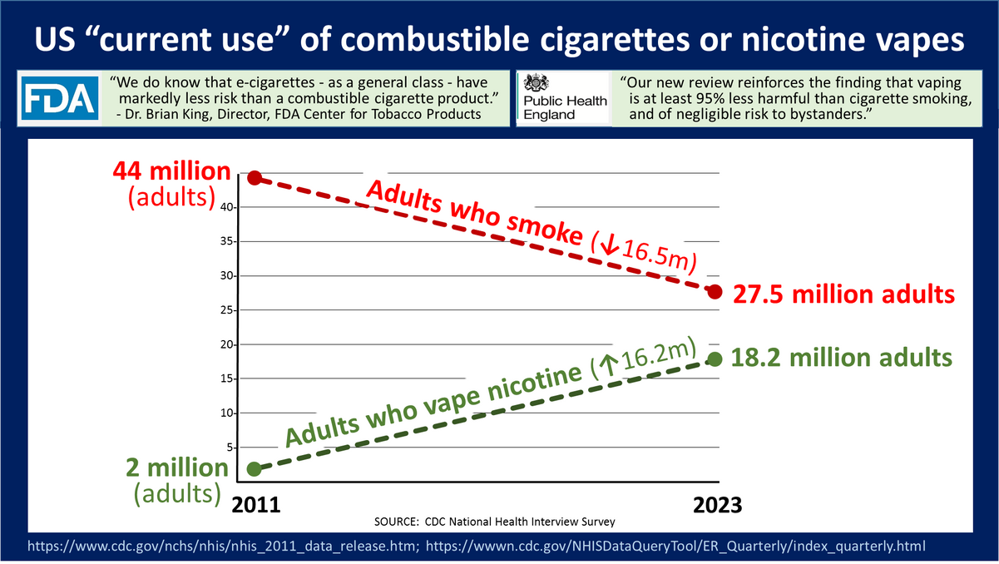 US “current use” of combustible cigarettes or nicotine vapes
FDA
“We do know that e-cigarettes - as a general class - have
markedly less risk than a combustible cigarette product.”
- Dr. Brian King, Director, FDA Center for Tobacco Products
Public Health
England
“Our new review reinforces the finding that vaping
is at least 95% less harmful than cigarette smoking,
and of negligible risk to bystanders.”
44 million
(adults)
Adults who smoke (↓16.5m)
40
35
30
25
20
15
10
5
27.5 million adults
Adults who vape nicotine (↑16.2m)
18.2 million adults
2 million
(adults)
2011
2023
SOURCE: CDC National Health Interview Survey
https://www.cdc.gov/nchs/nhis/nhis_2011_data_release.htm; https://wwwn.cdc.gov/NHISDataQueryTool/ER_Quarterly/index_quarterly.html